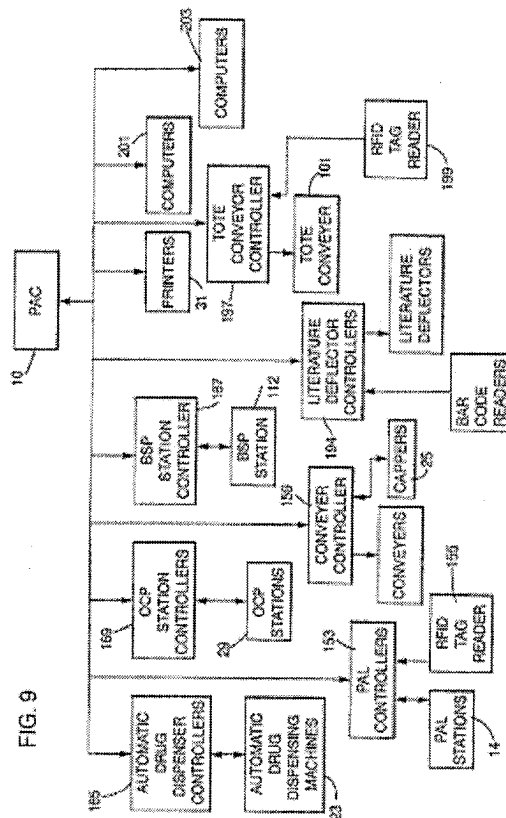 FIG. 9
10
PAC
165
AUTOMATIC
DRUG
DISPENSER
CONTROLLERS
169
OCP
STATION
CONTROLLERS
167
BSP
STATION
CONTROLLER
PRINTERS
31
201
COMPUTERS
203
COMPUTERS
AUTOMATIC
DRUG
DISPENSING
MACHINES
23
29
OCP
STATIONS
112
BSP
STATION
197
TOTE
CONVEYOR
CONTROLLER
101
TOTE
CONVEYER
RFID
TAG
READER
199
153
PAL
CONTROLLERS
CONVEYER
CONTROLLER
194
LITERATURE
DEFLECTOR
CONTROLLERS
PAL
STATIONS
14
155
RFID
TAG
READER
CONVEYERS
CAPPERS
25
BAR
CODE
READERS
LITERATURE
DEFLECTORS